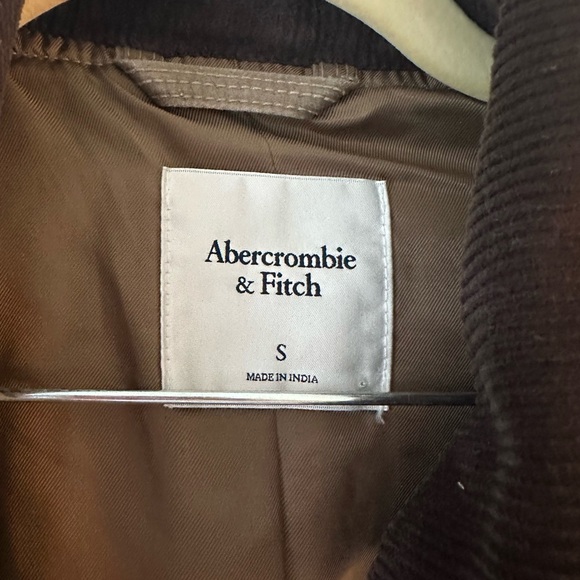 Abercrombie
& Fitch
S
MADE IN INDIA